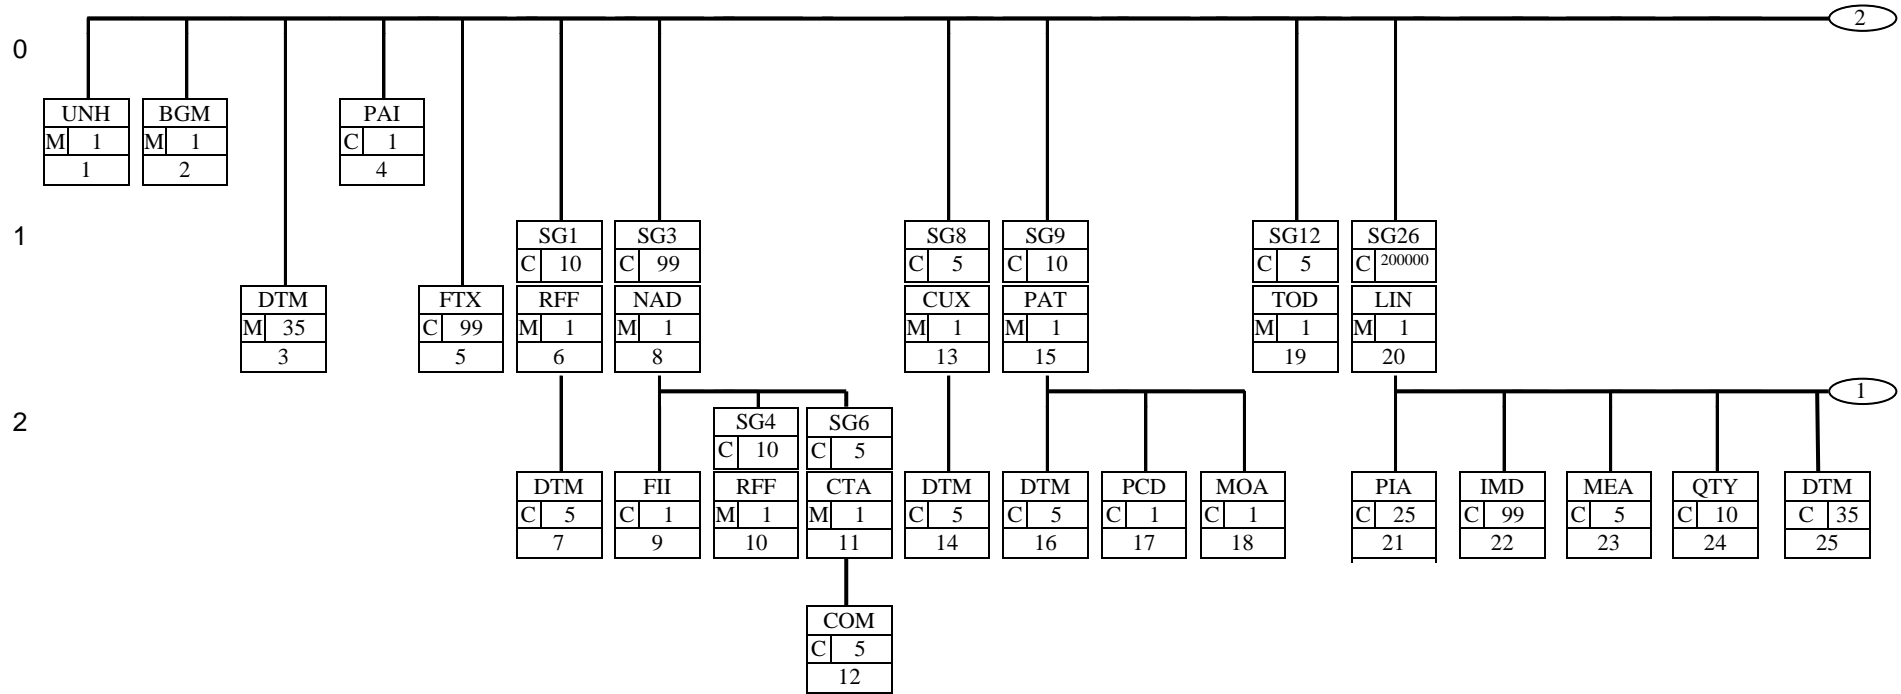 2
0
UNH
M 1
1
BGM
M 1
2
PAI
C 1
4
1
SG1
C 10
SG3
C 99
SG8
C 5
SG9
C 10
SG12
C 5
SG26
C 200000
DTM
M 35
3
FTX
C 99
5
RFF
M 1
6
NAD
M 1
8
CUX
M 1
13
PAT
M 1
15
TOD
M 1
19
LIN
M 1
20
1
2
SG4
C 10
SG6
C 5
DTM
C 5
7
FII
C 1
9
RFF
M 1
10
CTA
M 1
11
DTM
C 5
14
DTM
C 5
16
PCD
C 1
17
MOA
C 1
18
PIA
C 25
21
IMD
C 99
22
MEA
C 5
23
QTY
C 10
24
DTM
C 35
25
COM
C 5
12